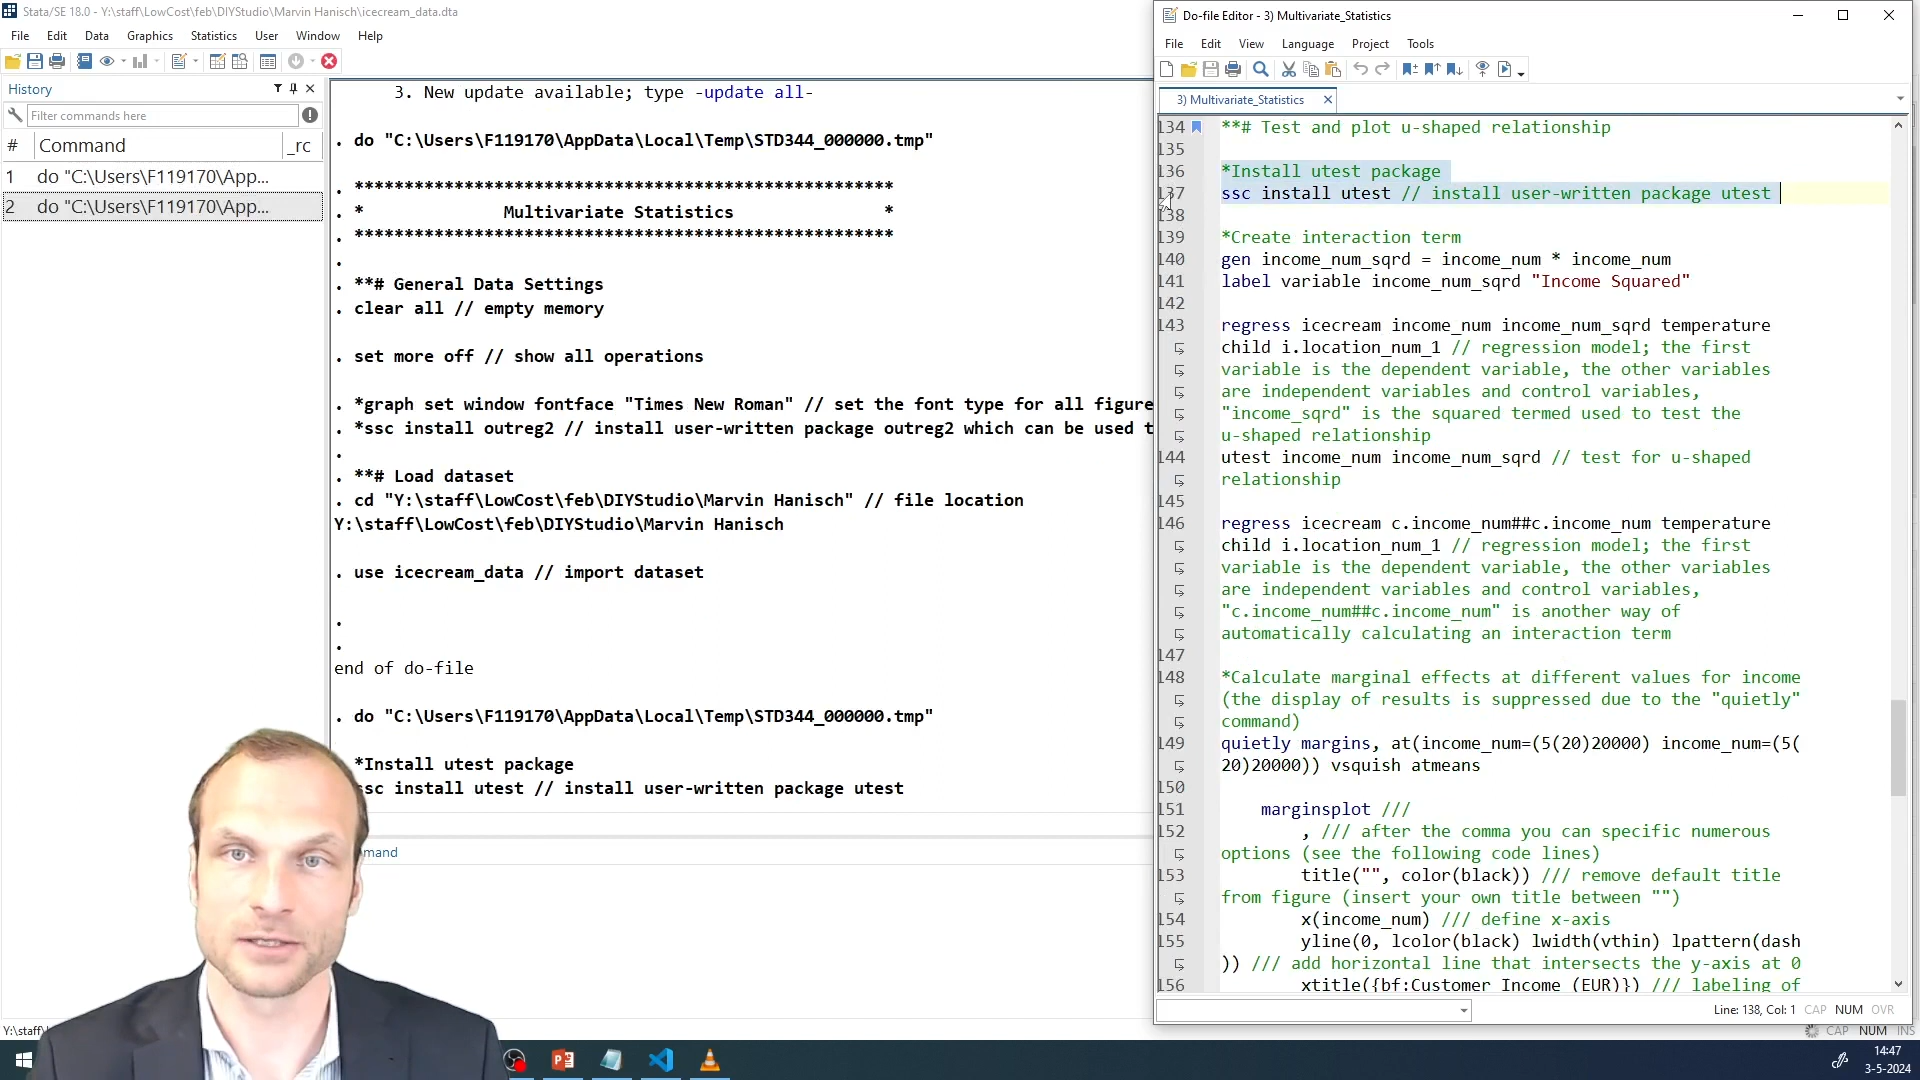 Stata/SE 18.0 - Y:\staff\LowCost\feb\DIYStudio\Marvin Hanisch\icecream_data.dta
File Edit Data Graphics Statistics User Window Help
History
Filter commands here
# Command _rc
1 do "C:\Users\F119170\App...
2 do "C:\Users\F119170\App...
3. New update available; type -update all-
. do "C:\Users\F119170\AppData\Local\Temp\STD344_000000.tmp"
. ******************************************************
. * Multivariate Statistics *
. ******************************************************
.
. **# General Data Settings
. clear all // empty memory
. set more off // show all operations
. *graph set window fontface "Times New Roman" // set the font type for all figure
. *ssc install outreg2 // install user-written package outreg2 which can be used t
.
. **# Load dataset
. cd "Y:\staff\LowCost\feb\DIYStudio\Marvin Hanisch" // file location
Y:\staff\LowCost\feb\DIYStudio\Marvin Hanisch
. use icecream_data // import dataset
.
.
end of do-file
. do "C:\Users\F119170\AppData\Local\Temp\STD344_000000.tmp"
*Install utest package
ssc install utest // install user-written package utest
mand
Y:\staff\
Do-file Editor - 3) Multivariate_Statistics
File Edit View Language Project Tools
3) Multivariate_Statistics
134 **# Test and plot u-shaped relationship
135
136 *Install utest package
137 ssc install utest // install user-written package utest
138
139 *Create interaction term
140 gen income_num_sqrd = income_num * income_num
141 label variable income_num_sqrd "Income Squared"
142
143 regress icecream income_num income_num_sqrd temperature
child i.location_num_1 // regression model; the first
variable is the dependent variable, the other variables
are independent variables and control variables,
"income_sqrd" is the squared termed used to test the
u-shaped relationship
144 utest income_num income_num_sqrd // test for u-shaped
relationship
145
146 regress icecream c.income_num##c.income_num temperature
child i.location_num_1 // regression model; the first
variable is the dependent variable, the other variables
are independent variables and control variables,
"c.income_num##c.income_num" is another way of
automatically calculating an interaction term
147
148 *Calculate marginal effects at different values for income
(the display of results is suppressed due to the "quietly"
command)
149 quietly margins, at(income_num=(5(20)20000) income_num=(5(
20)20000)) vsquish atmeans
150
151 marginsplot ///
152 , /// after the comma you can specific numerous
options (see the following code lines)
153 title("", color(black)) /// remove default title
from figure (insert your own title between "")
154 x(income_num) /// define x-axis
155 yline(0, lcolor(black) lwidth(vthin) lpattern(dash
)) /// add horizontal line that intersects the y-axis at 0
156 xtitle({bf:Customer Income (EUR)}) /// labeling of
Line: 138, Col: 1 CAP NUM OVR
CAP NUM INS
14:47
3-5-2024